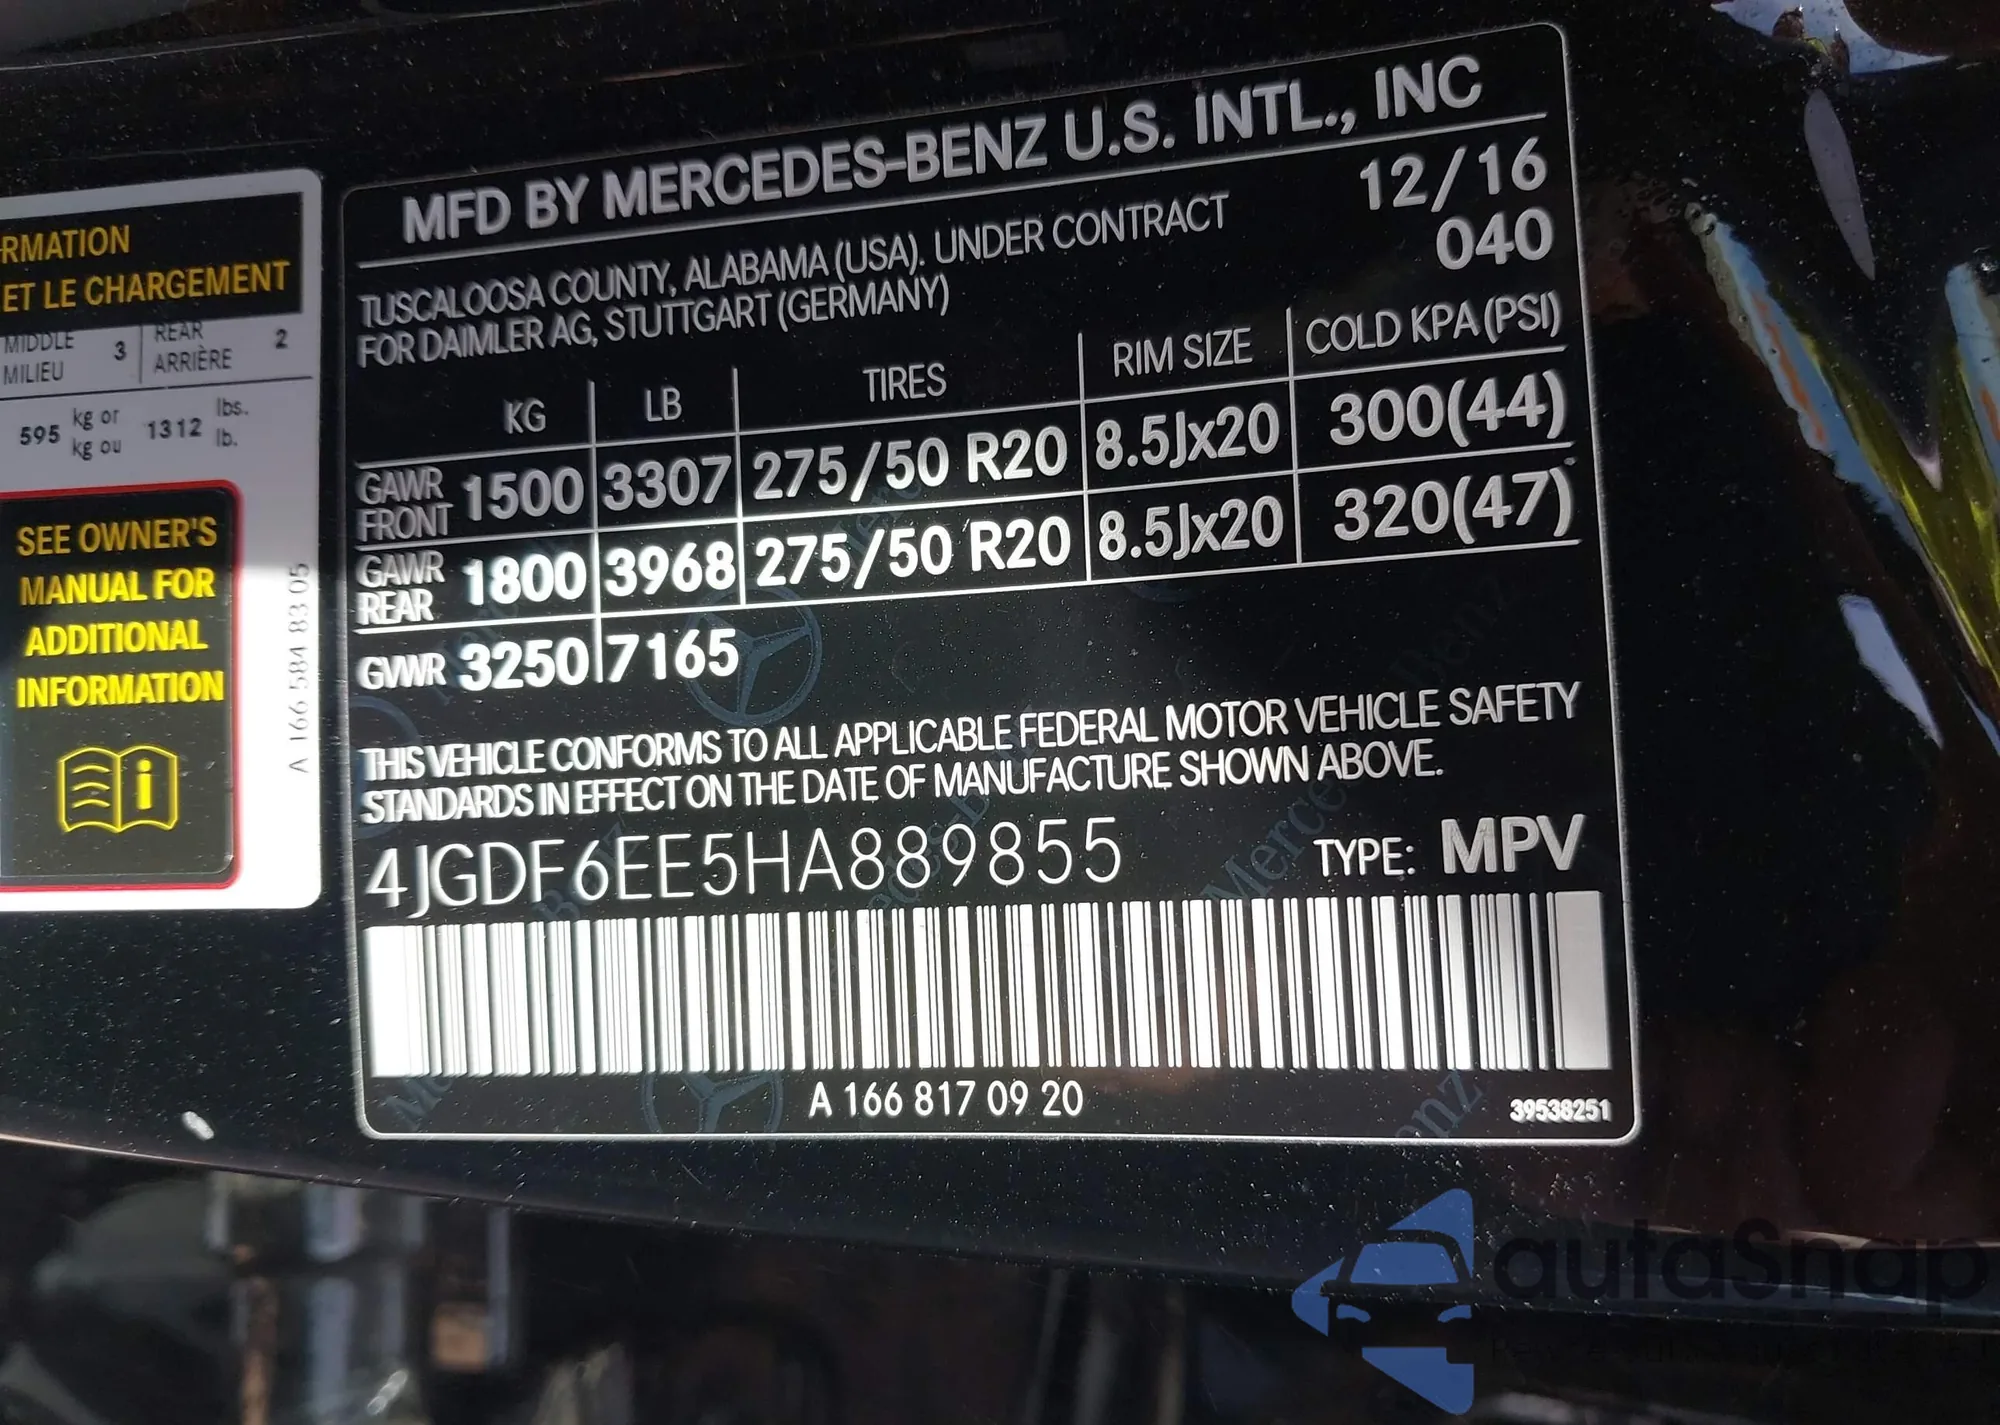 RMATION
ET LE CHARGEMENT
MIDDLE 3 REAR 2
MILIEU ARRIÈRE
595 kg or 1312 lbs.
kg ou lb.
SEE OWNER'S
MANUAL FOR
ADDITIONAL
INFORMATION
A 166 584 83 05
MFD BY MERCEDES-BENZ U.S. INTL., INC
TUSCALOOSA COUNTY, ALABAMA (USA). UNDER CONTRACT 12/16
FOR DAIMLER AG, STUTTGART (GERMANY) 040
KG LB TIRES RIM SIZE COLD KPA (PSI)
GAWR FRONT 1500 3307 275/50 R20 8.5Jx20 300(44)
GAWR REAR 1800 3968 275/50 R20 8.5Jx20 320(47)
GVWR 3250 7165
THIS VEHICLE CONFORMS TO ALL APPLICABLE FEDERAL MOTOR VEHICLE SAFETY
STANDARDS IN EFFECT ON THE DATE OF MANUFACTURE SHOWN ABOVE.
4JGDF6EE5HA889855 TYPE: MPV
A 166 817 09 20
39538251
autaSnap